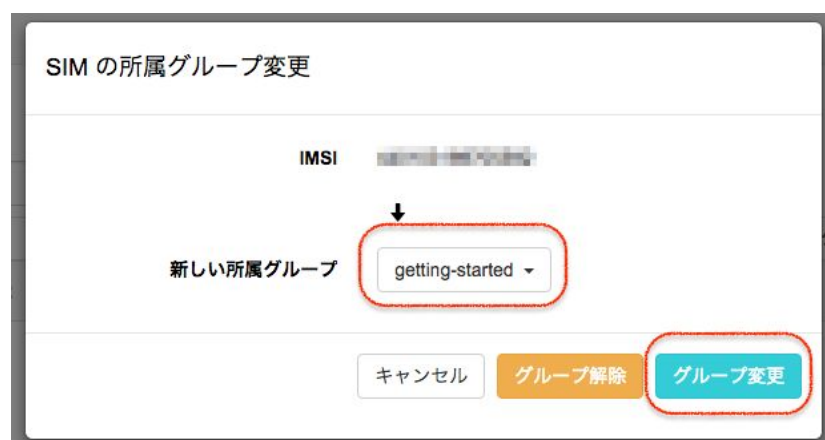 SIM の所属グループ変更
IMSI
新しい所属グループ getting-started
キャンセル グループ解除 グループ変更